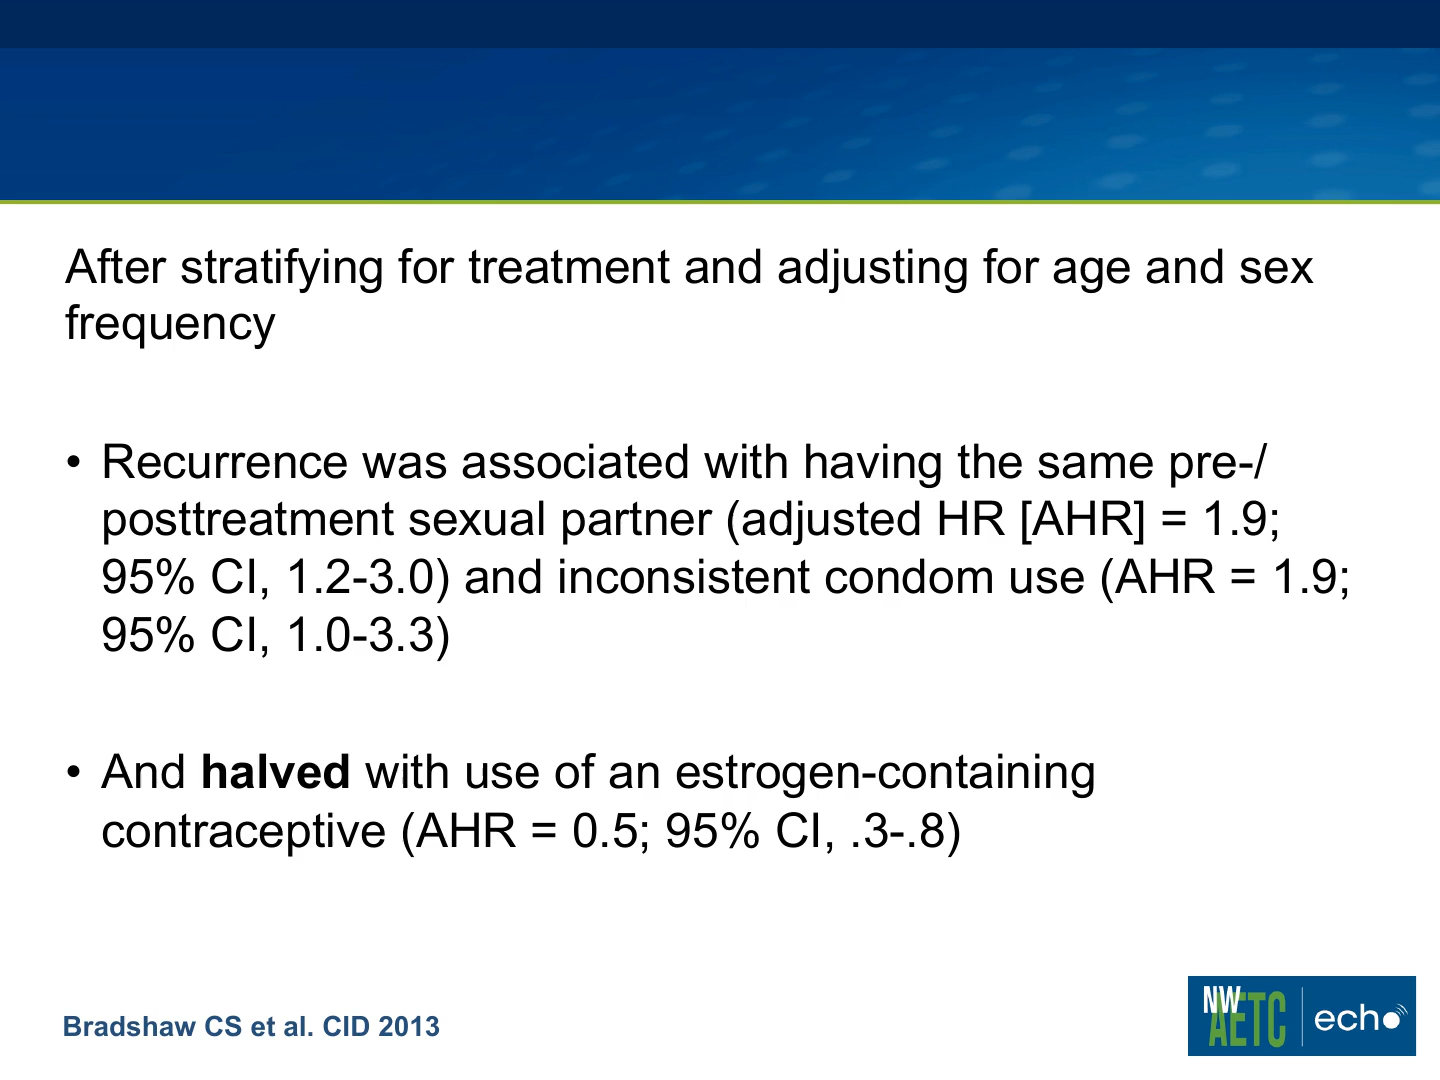 After stratifying for treatment and adjusting for age and sex
frequency
• Recurrence was associated with having the same pre-/
posttreatment sexual partner (adjusted HR [AHR] = 1.9;
95% CI, 1.2-3.0) and inconsistent condom use (AHR = 1.9;
95% CI, 1.0-3.3)
• And halved with use of an estrogen-containing
contraceptive (AHR = 0.5; 95% CI, .3-.8)
Bradshaw CS et al. CID 2013
NW
AETC
echo